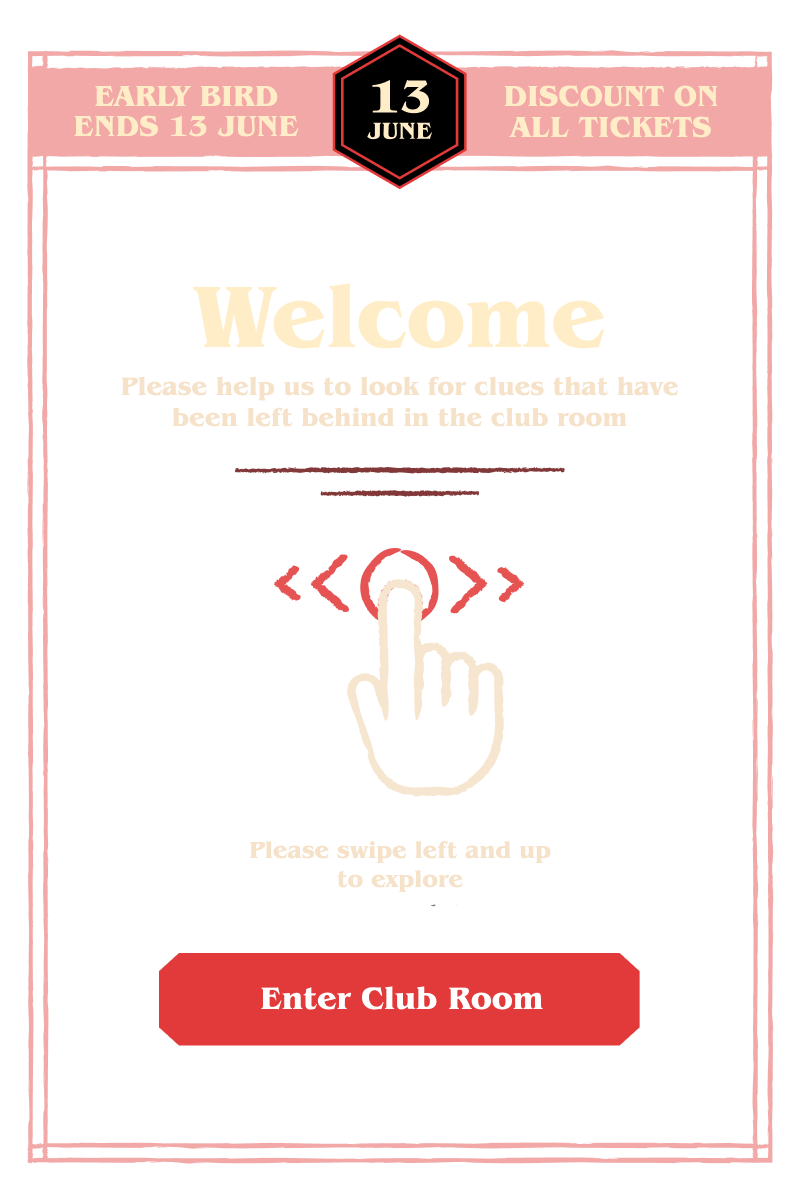 EARLY BIRD
ENDS 13 JUNE
13
JUNE
DISCOUNT ON
ALL TICKETS
Welcome
Please help us to look for clues that have
been left behind in the club room
Please swipe left and up
to explore
Enter Club Room